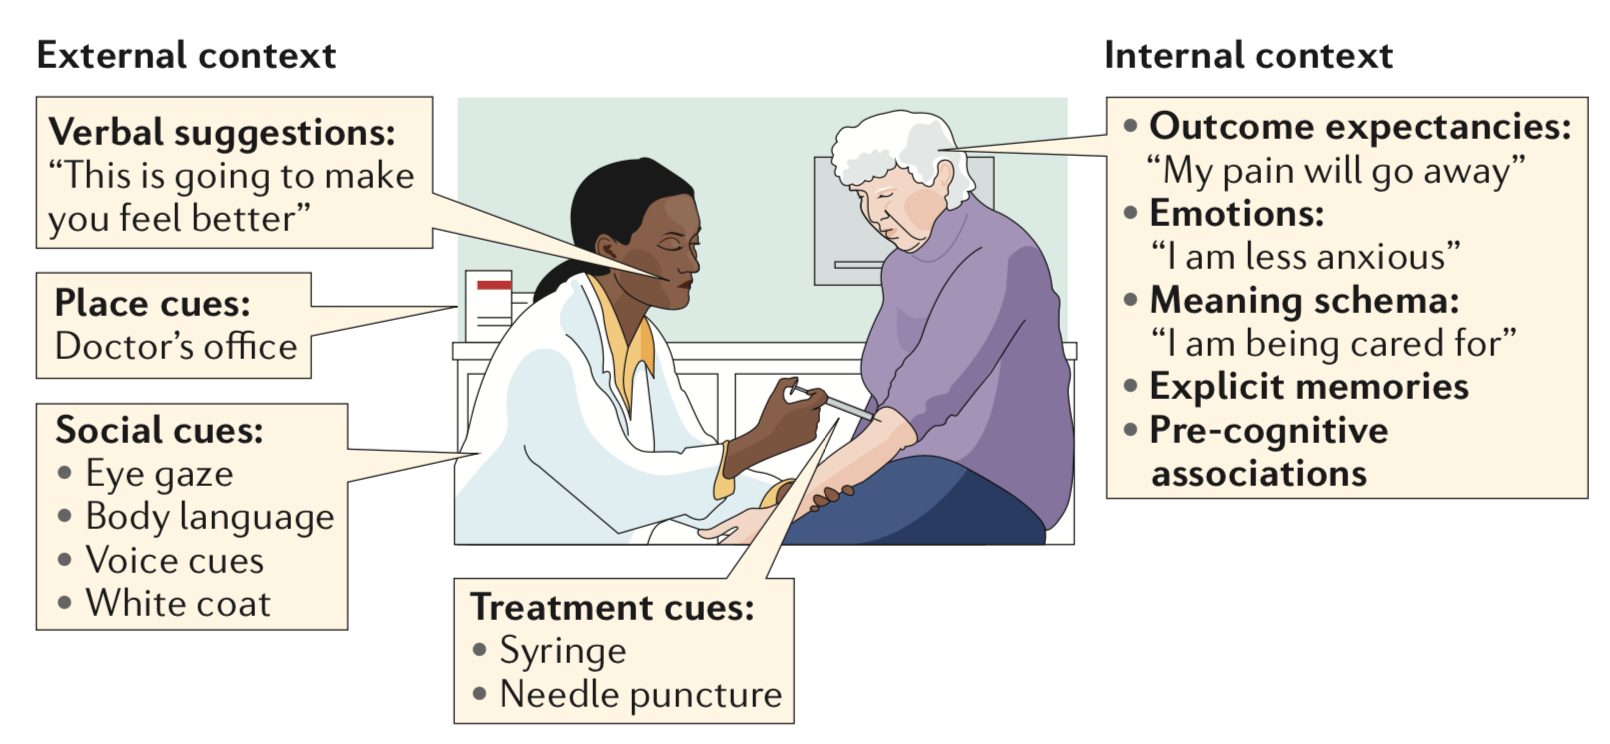 External context
Verbal suggestions:
“This is going to make
you feel better”
Place cues:
Doctor’s office
Social cues:
• Eye gaze
• Body language
• Voice cues
• White coat
Treatment cues:
• Syringe
• Needle puncture
Internal context
• Outcome expectancies:
“My pain will go away”
• Emotions:
“I am less anxious”
• Meaning schema:
“I am being cared for”
• Explicit memories
• Pre-cognitive
associations